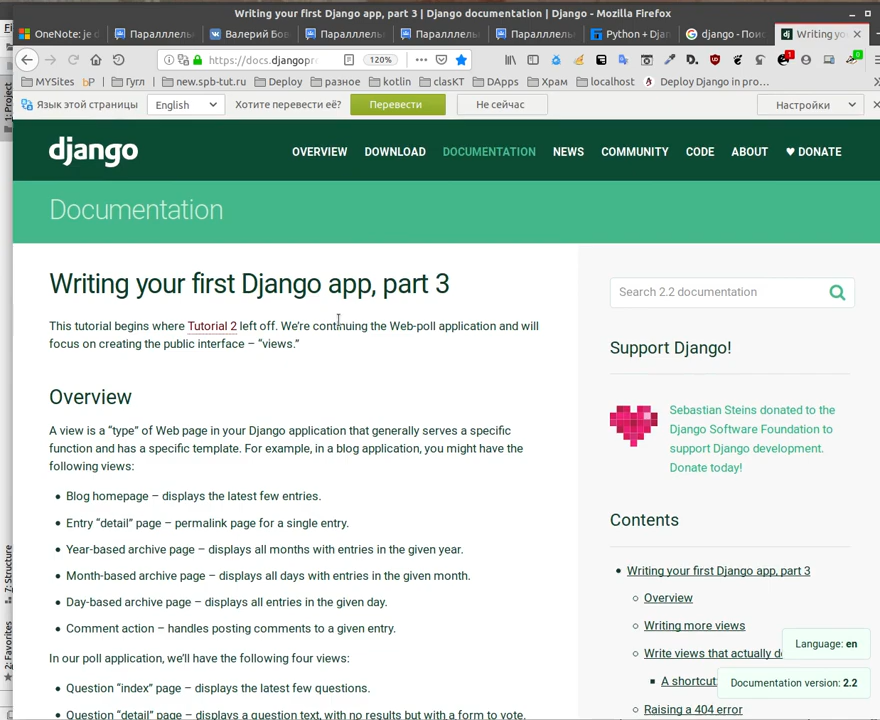 Writing your first Django app, part 3 | Django documentation | Django - Mozilla Firefox
OneNote: je d
Параллель
Валерий Бов
Параллель
Параллель
Параллель
Python + Djan
django - Пои
Writing yo
https://docs.djangopr
120%
MYSites
bP
Гугл
new.spb-tut.ru
Deploy
разное
kotlin
clasKT
DApps
Храм
localhost
Deploy Django in pro...
Язык этой страницы
English
Хотите перевести её?
Перевести
Не сейчас
Настройки
django
OVERVIEW DOWNLOAD DOCUMENTATION NEWS COMMUNITY CODE ABOUT ♥ DONATE
Documentation
Writing your first Django app, part 3
This tutorial begins where Tutorial 2 left off. We're continuing the Web-poll application and will
focus on creating the public interface – “views.”
Overview
A view is a “type” of Web page in your Django application that generally serves a specific
function and has a specific template. For example, in a blog application, you might have the
following views:
• Blog homepage – displays the latest few entries.
• Entry “detail” page – permalink page for a single entry.
• Year-based archive page – displays all months with entries in the given year.
• Month-based archive page – displays all days with entries in the given month.
• Day-based archive page – displays all entries in the given day.
• Comment action – handles posting comments to a given entry.
In our poll application, we'll have the following four views:
• Question “index” page – displays the latest few questions.
• Question “detail” page – displays a question text, with no results but with a form to vote.
Search 2.2 documentation
Support Django!
Sebastian Steins donated to the
Django Software Foundation to
support Django development.
Donate today!
Contents
• Writing your first Django app, part 3
Overview
Writing more views
Write views that actually d
A shortcut:
Raising a 404 error
Language: en
Documentation version: 2.2
1: Project
7: Structure
2: Favorites